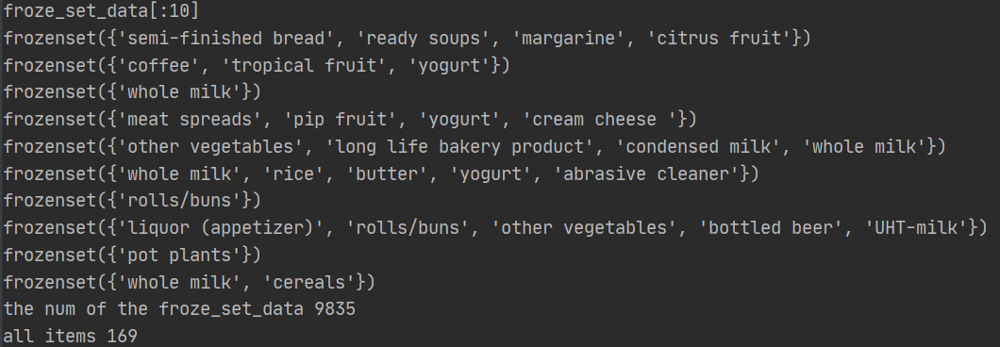 froze_set_data[:10]
frozenset({'semi-finished bread', 'ready soups', 'margarine', 'citrus fruit'})
frozenset({'coffee', 'tropical fruit', 'yogurt'})
frozenset({'whole milk'})
frozenset({'meat spreads', 'pip fruit', 'yogurt', 'cream cheese '})
frozenset({'other vegetables', 'long life bakery product', 'condensed milk', 'whole milk'})
frozenset({'whole milk', 'rice', 'butter', 'yogurt', 'abrasive cleaner'})
frozenset({'rolls/buns'})
frozenset({'liquor (appetizer)', 'rolls/buns', 'other vegetables', 'bottled beer', 'UHT-milk'})
frozenset({'pot plants'})
frozenset({'whole milk', 'cereals'})
the num of the froze_set_data 9835
all items 169